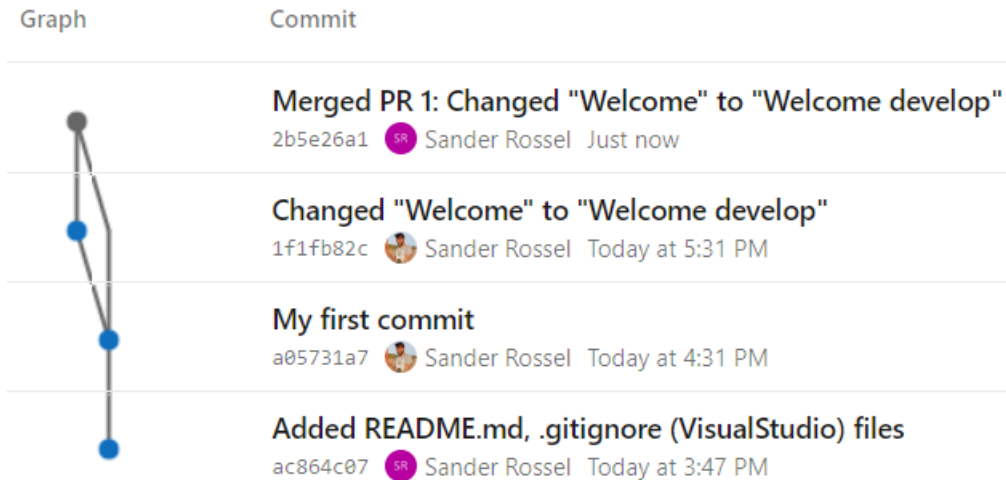 Graph Commit
Merged PR 1: Changed "Welcome" to "Welcome develop"
2b5e26a1 SR Sander Rossel Just now
Changed "Welcome" to "Welcome develop"
1f1fb82c Sander Rossel Today at 5:31 PM
My first commit
a05731a7 Sander Rossel Today at 4:31 PM
Added README.md, .gitignore (VisualStudio) files
ac864c07 SR Sander Rossel Today at 3:47 PM